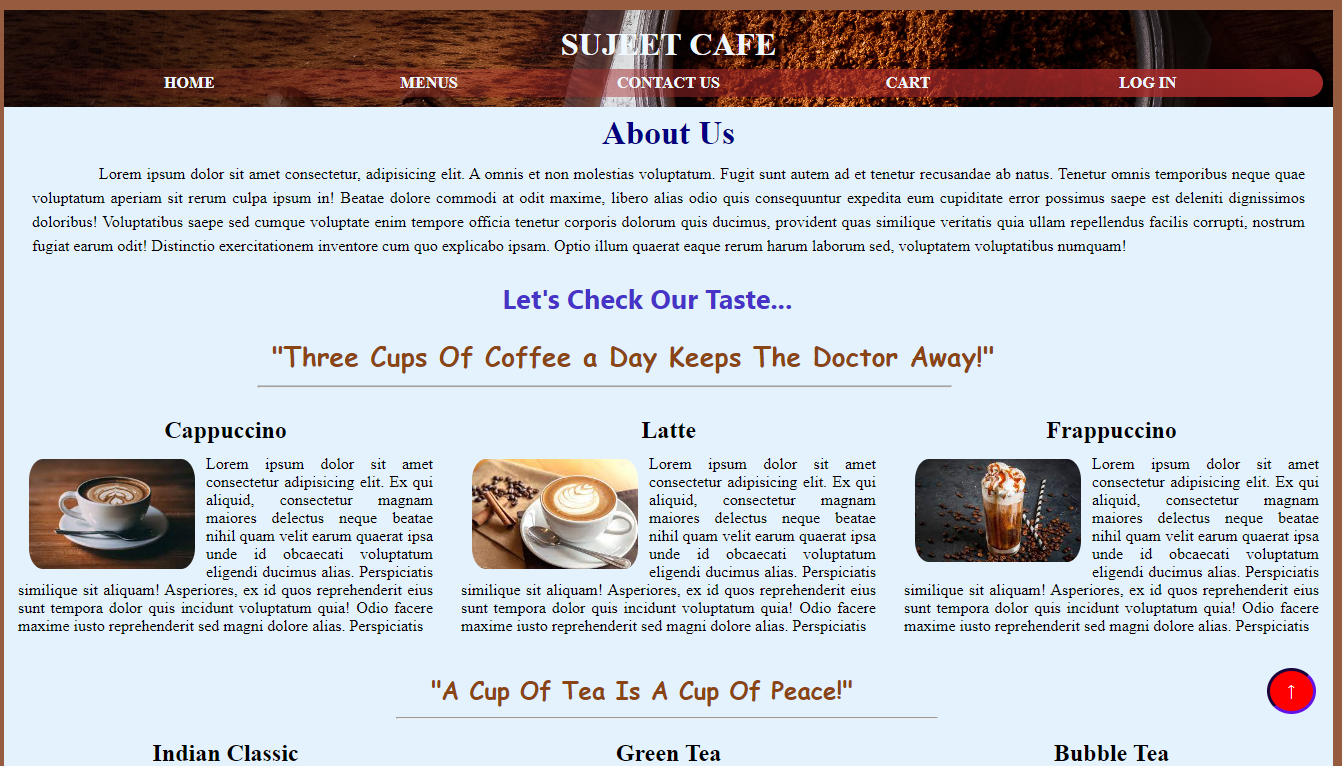 SUJEET CAFE
HOME MENUS CONTACT US CART LOG IN
About Us
Lorem ipsum dolor sit amet consectetur, adipisicing elit. A omnis et non molestias voluptatum. Fugit sunt autem ad et tenetur recusandae ab natus. Tenetur omnis temporibus neque quae
voluptatum aperiam sit rerum culpa ipsum in! Beatae dolore commodi at odit maxime, libero alias odio quis consequuntur expedita eum cupiditate error possimus saepe est deleniti dignissimos
doloribus! Voluptatibus saepe sed cumque voluptate enim tempore officia tenetur corporis dolorum quis ducimus, provident quas similique veritatis quia ullam repellendus facilis corrupti, nostrum
fugiat earum odit! Distinctio exercitationem inventore cum quo explicabo ipsam. Optio illum quaerat eaque rerum harum laborum sed, voluptatem voluptatibus numquam!
Let's Check Our Taste...
"Three Cups Of Coffee a Day Keeps The Doctor Away!"
Cappuccino
Lorem ipsum dolor sit amet
consectetur adipisicing elit. Ex qui
aliquid, consectetur magnam
maiores delectus neque beatae
nihil quam velit earum quaerat ipsa
unde id obcaecati voluptatum
eligendi ducimus alias. Perspiciatis
similique sit aliquam! Asperiores, ex id quos reprehenderit eius
sunt tempora dolor quis incidunt voluptatum quia! Odio facere
maxime iusto reprehenderit sed magni dolore alias. Perspiciatis
Latte
Lorem ipsum dolor sit amet
consectetur adipisicing elit. Ex qui
aliquid, consectetur magnam
maiores delectus neque beatae
nihil quam velit earum quaerat ipsa
unde id obcaecati voluptatum
eligendi ducimus alias. Perspiciatis
similique sit aliquam! Asperiores, ex id quos reprehenderit eius
sunt tempora dolor quis incidunt voluptatum quia! Odio facere
maxime iusto reprehenderit sed magni dolore alias. Perspiciatis
Frappuccino
Lorem ipsum dolor sit amet
consectetur adipisicing elit. Ex qui
aliquid, consectetur magnam
maiores delectus neque beatae
nihil quam velit earum quaerat ipsa
unde id obcaecati voluptatum
eligendi ducimus alias. Perspiciatis
similique sit aliquam! Asperiores, ex id quos reprehenderit eius
sunt tempora dolor quis incidunt voluptatum quia! Odio facere
maxime iusto reprehenderit sed magni dolore alias. Perspiciatis
"A Cup Of Tea Is A Cup Of Peace!"
↑
Indian Classic Green Tea Bubble Tea